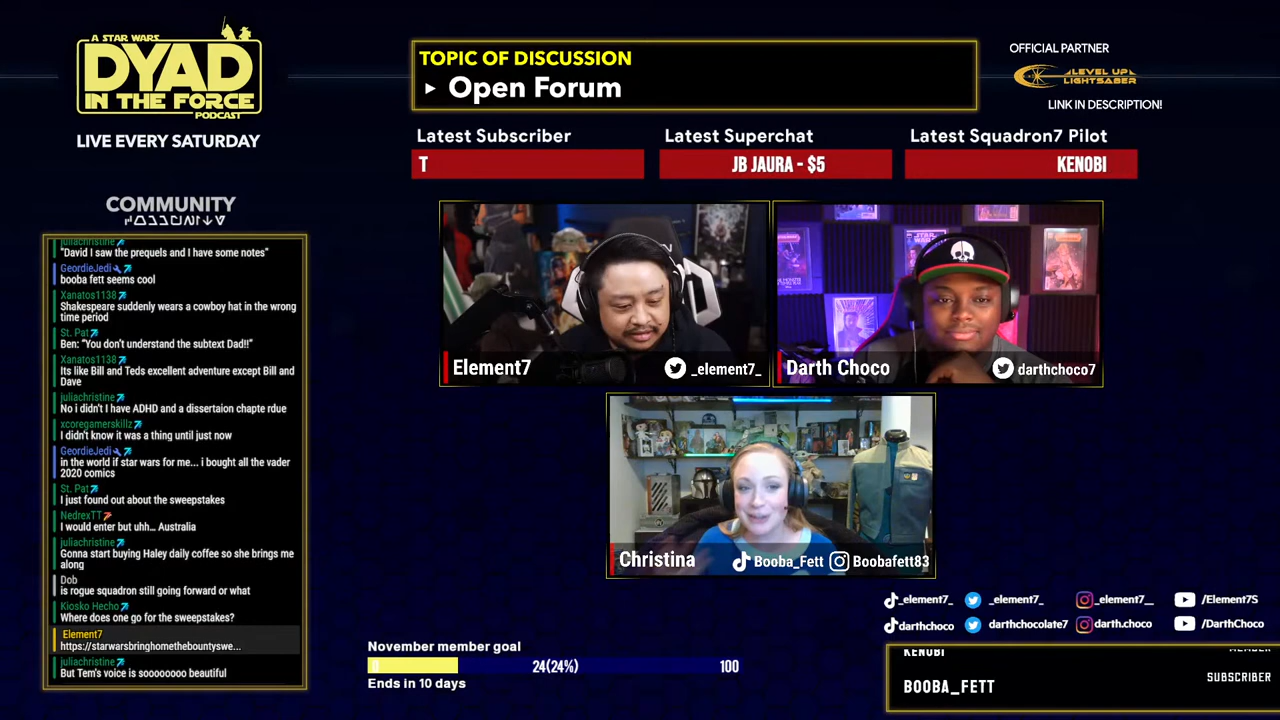 A STAR WARS
DYAD
IN THE FORCE
PODCAST
LIVE EVERY SATURDAY
TOPIC OF DISCUSSION
Open Forum
OFFICIAL PARTNER
LEVEL UP
LIGHTSABER
LINK IN DESCRIPTION!
Latest Subscriber
T
Latest Superchat
JB JAURA - $5
Latest Squadron7 Pilot
KENOBI
COMMUNITY
juliachristine
"David I saw the prequels and I have some notes"
GeordieJedi
booba fett seems cool
Xanatos1138
Shakespeare suddenly wears a cowboy hat in the wrong
time period
St. Pat
Ben: "You don't understand the subtext Dad!!"
Xanatos1138
Its like Bill and Teds excellent adventure except Bill and
Dave
juliachristine
No i didn't I have ADHD and a dissertaion chapte rdue
xcoregamerskillz
I didn't know it was a thing until just now
GeordieJedi
in the world if star wars for me... i bought all the vader
2020 comics
St. Pat
I just found out about the sweepstakes
NedrexTT
I would enter but uhh... Australia
juliachristine
Gonna start buying Haley daily coffee so she brings me
along
Dob
is rogue squadron still going forward or what
Kiosko Hecho
Where does one go for the sweepstakes?
Element7
https://starwarsbringhomethebountyswe...
juliachristine
But Tem's voice is soooooooo beautiful
Element7
_element7_
Darth Choco
darthchoco7
Christina
Booba_Fett
Boobafett83
November member goal
24(24%)
100
Ends in 10 days
_element7_
_element7_
_element7__
/Element7S
darthchoco
darthchocolate7
darth.choco
/DarthChoco
KENOBI
MEMBER
BOOBA_FETT
SUBSCRIBER